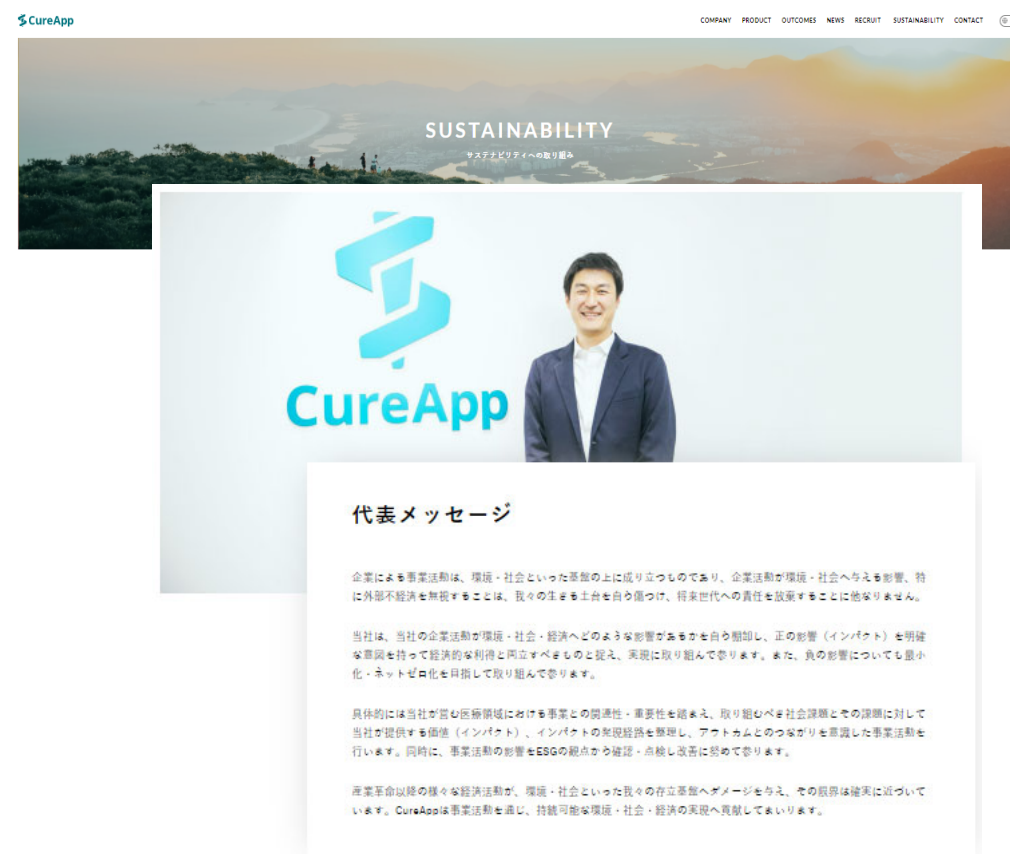 CureApp
COMPANY PRODUCT OUTCOMES NEWS RECRUIT SUSTAINABILITY CONTACT
SUSTAINABILITY
サステナビリティへの取り組み
CureApp
代表メッセージ
企業による事業活動は、環境・社会といった基盤の上に成り立つものであり、企業活動が環境・社会へ与える影響、特
に外部不経済を無視することは、我々の生きる土台を自ら傷つけ、将来世代への責任を放棄することに他なりません。
当社は、当社の企業活動が環境・社会・経済へどのような影響があるかを自ら棚卸し、正の影響（インパクト）を明確
な意図を持って経済的な利得と両立すべきものと捉え、実現に取り組んで参ります。また、負の影響についても最小
化・ネットゼロ化を目指して取り組んで参ります。
具体的には当社が営む医療領域における事業との関連性・重要性を踏まえ、取り組むべき社会課題とその課題に対して
当社が提供する価値（インパクト）、インパクトの発現経路を整理し、アウトカムとのつながりを意識した事業活動を
行います。同時に、事業活動の影響をESGの観点から確認・点検し改善に努めて参ります。
産業革命以降の様々な経済活動が、環境・社会といった我々の存立基盤へダメージを与え、その限界は確実に近づいて
います。CureAppは事業活動を通じ、持続可能な環境・社会・経済の実現へ貢献してまいります。